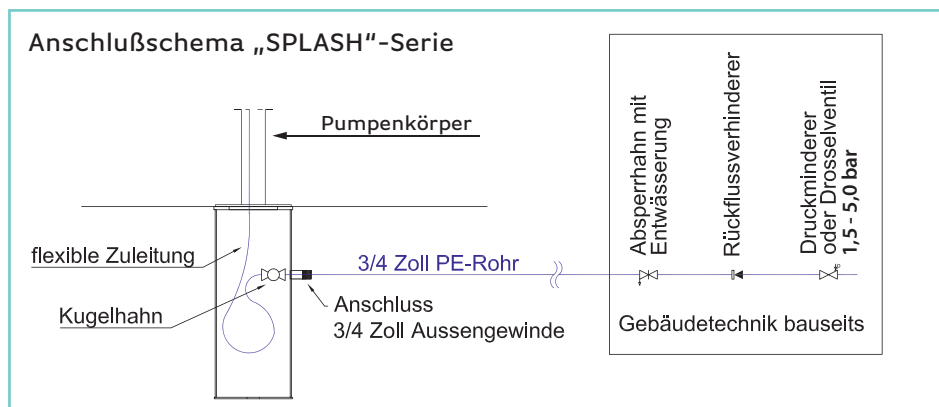 Anschlußschema „SPLASH“-Serie
Pumpenkörper
flexible Zuleitung
Kugelhahn
3/4 Zoll PE-Rohr
Anschluss
3/4 Zoll Aussengewinde
Absperrhahn mit
Entwässerung
Rückflussverhinderer
Druckminderer
oder Drosselventil
1,5 - 5,0 bar
Gebäudetechnik bauseits